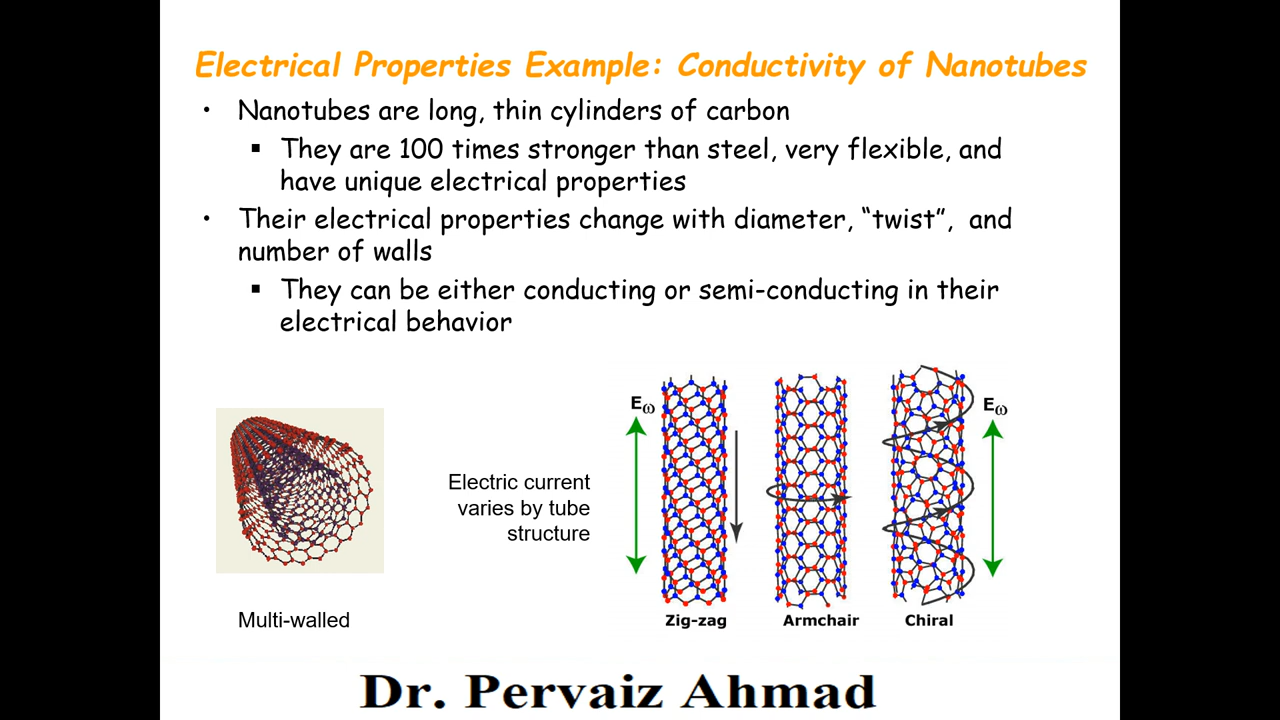 Electrical Properties Example: Conductivity of Nanotubes
• Nanotubes are long, thin cylinders of carbon
▪ They are 100 times stronger than steel, very flexible, and
have unique electrical properties
• Their electrical properties change with diameter, “twist”, and
number of walls
▪ They can be either conducting or semi-conducting in their
electrical behavior
Electric current
varies by tube
structure
Eω
Eω
Multi-walled
Zig-zag
Armchair
Chiral
Dr. Pervaiz Ahmad